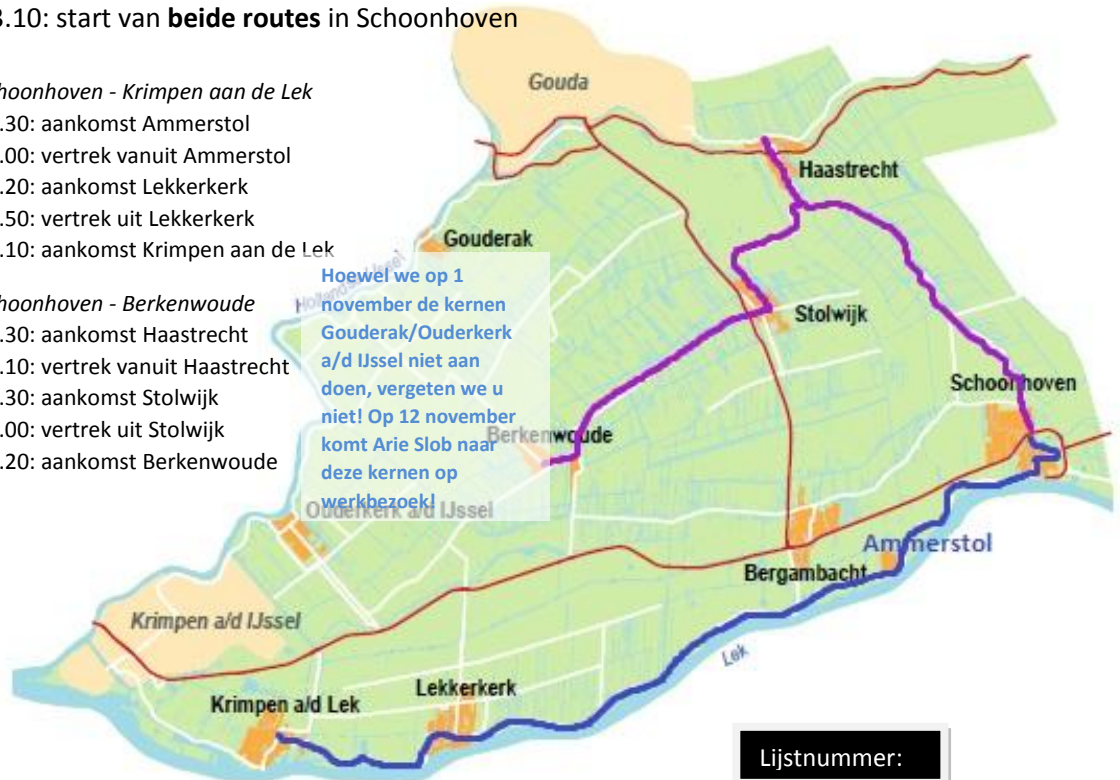 .10: start van beide routes in Schoonhoven
hoonhoven - Krimpen aan de Lek
.30: aankomst Ammerstol
.00: vertrek vanuit Ammerstol
.20: aankomst Lekkerkerk
.50: vertrek uit Lekkerkerk
.10: aankomst Krimpen aan de Lek
hoonhoven - Berkenwoude
.30: aankomst Haastrecht
.10: vertrek vanuit Haastrecht
.30: aankomst Stolwijk
.00: vertrek uit Stolwijk
.20: aankomst Berkenwoude
Hoewel we op 1
november de kernen
Gouderak/Ouderkerk
a/d IJssel niet aan
doen, vergeten we u
niet! Op 12 november
komt Arie Slob naar
deze kernen op
werkbezoek!
Gouda
Haastrecht
Gouderak
Hollandse IJssel
Stolwijk
Schoonhoven
Berkenwoude
Ouderkerk a/d IJssel
Ammerstol
Bergambacht
Krimpen a/d IJssel
Lek
Lekkerkerk
Krimpen a/d Lek
Lijstnummer: